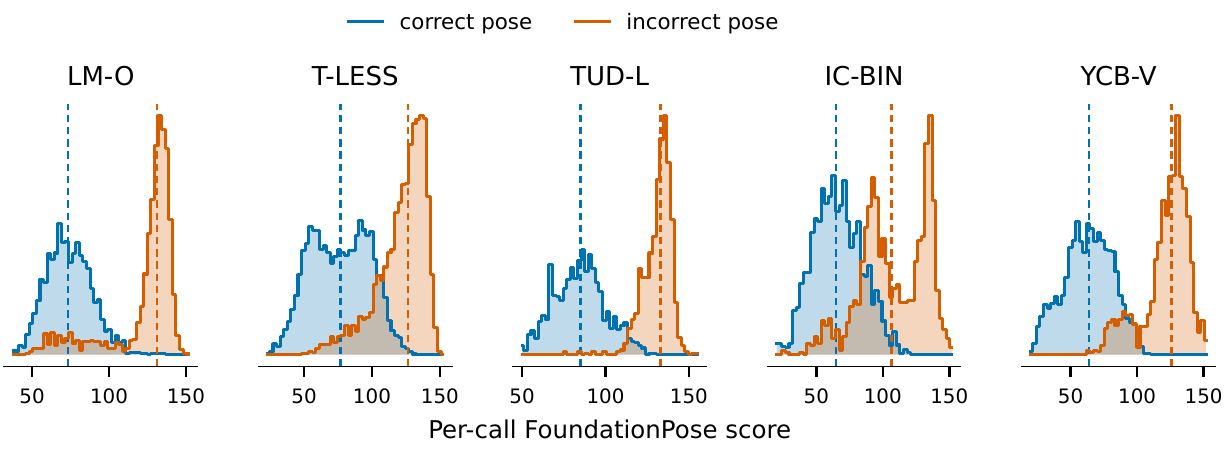 correct pose incorrect pose
LM-O T-LESS TUD-L IC-BIN YCB-V
50 100 150 50 100 150 50 100 150 50 100 150 50 100 150
Per-call FoundationPose score